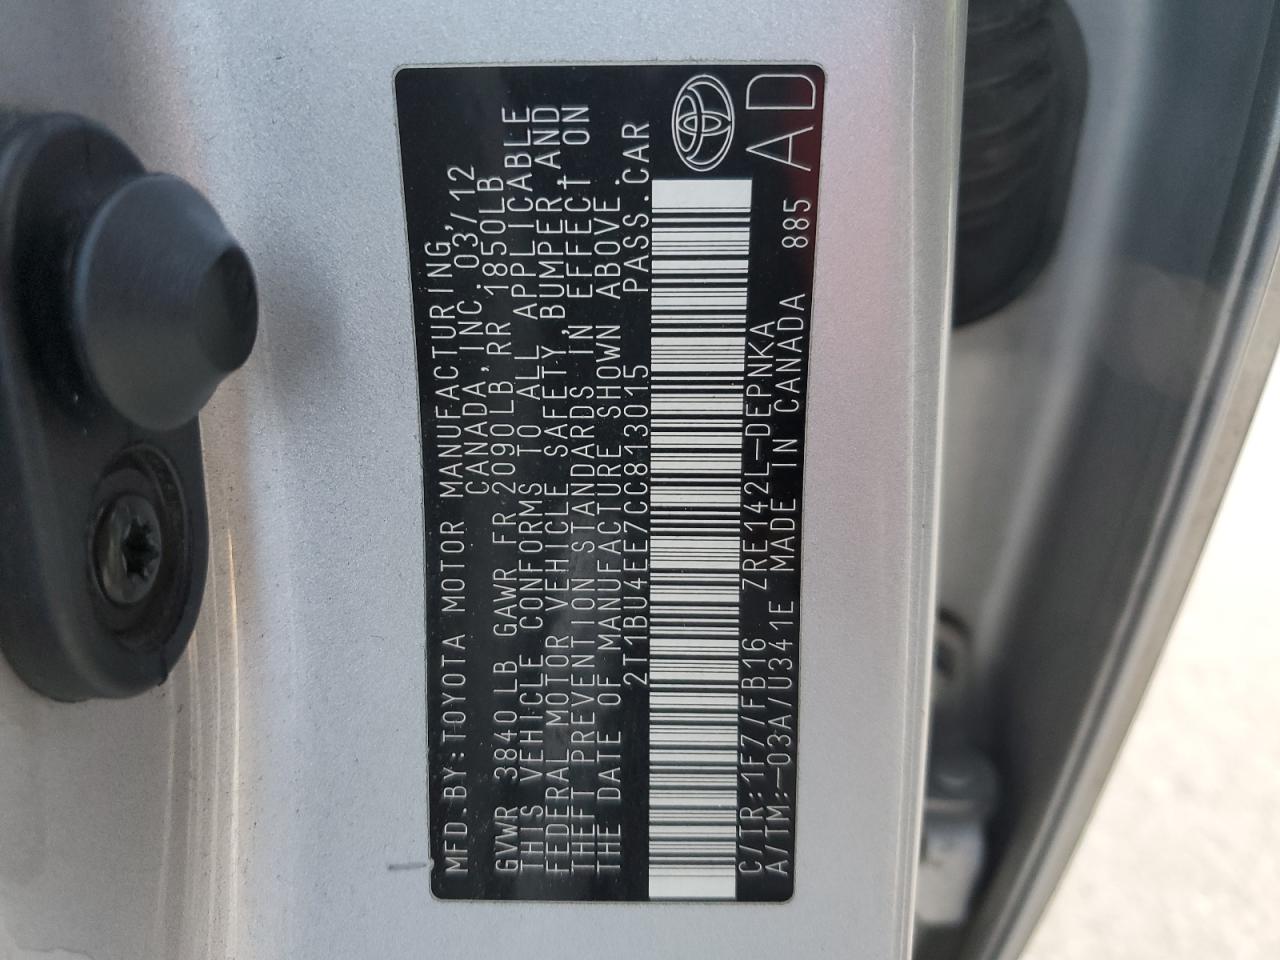 MFD.BY:TOYOTA MOTOR MANUFACTURING,
CANADA,INC. 03/12
GVWR 3840LB GAWR FR 2090LB RR 1850LB
THIS VEHICLE CONFORMS TO ALL APPLICABLE
FEDERAL MOTOR VEHICLE SAFETY,BUMPER,AND
THEFT PREVENTION STANDARDS IN EFFECT ON
THE DATE OF MANUFACTURE SHOWN ABOVE.
2T1BU4EE7CC813015 PASS.CAR
C/TR:1F7/FB16 ZRE142L-DEPNKA
A/TM:-03A/U341E MADE IN CANADA 885
AD